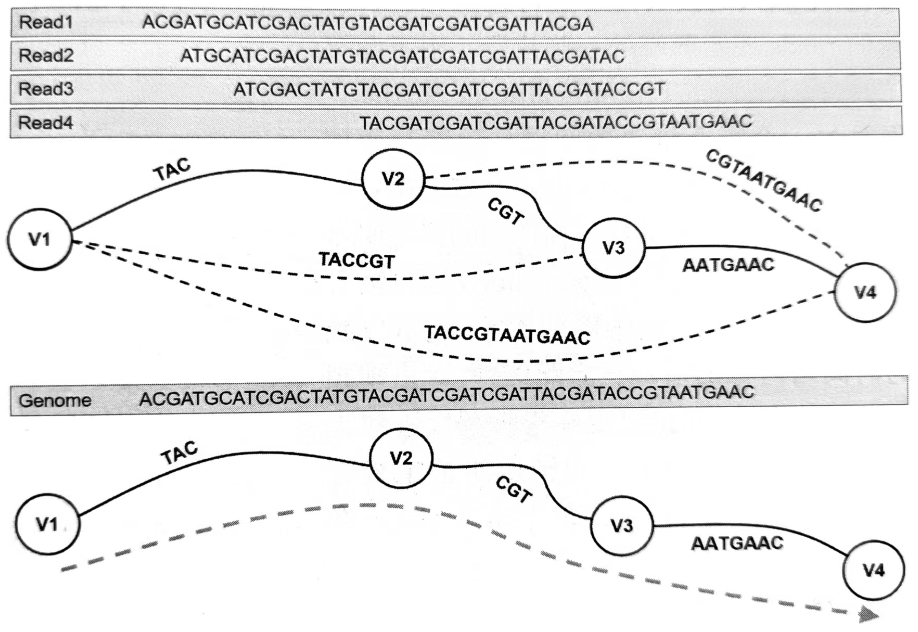 Read1 ACGATGCATCGACTATGTACGATCGATCGATTACGA
Read2 ATGCATCGACTATGTACGATCGATCGATTACGATAC
Read3 ATCGACTATGTACGATCGATCGATTACGATACCGT
Read4 TACGATCGATCGATTACGATACCGTAATGAAC
TAC
V2
CGTAATGAAC
CGT
V1
V3
TACCGT
AATGAAC
V4
TACCGTAATGAAC
Genome ACGATGCATCGACTATGTACGATCGATCGATTACGATACCGTAATGAAC
TAC
V2
CGT
V1
V3
AATGAAC
V4